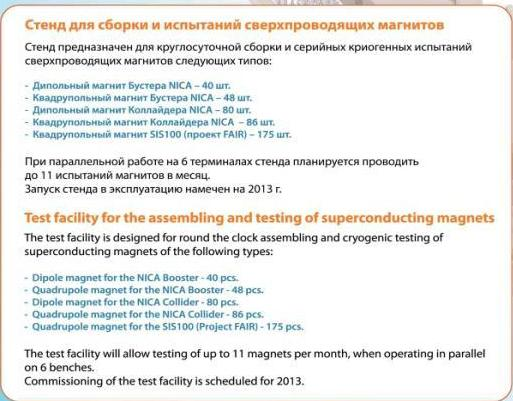 Стенд для сборки и испытаний сверхпроводящих магнитов
Стенд предназначен для круглосуточной сборки и серийных криогенных испытаний
сверхпроводящих магнитов следующих типов:
- Дипольный магнит Бустера NICA – 40 шт.
- Квадрупольный магнит Бустера NICA – 48 шт.
- Дипольный магнит Коллайдера NICA – 80 шт.
- Квадрупольный магнит Коллайдера NICA – 86 шт.
- Квадрупольный магнит SIS100 (проект FAIR) – 175 шт.
При параллельной работе на 6 терминалах стенда планируется проводить
до 11 испытаний магнитов в месяц.
Запуск стенда в эксплуатацию намечен на 2013 г.
Test facility for the assembling and testing of superconducting magnets
The test facility is designed for round the clock assembling and cryogenic testing of
superconducting magnets of the following types:
- Dipole magnet for the NICA Booster - 40 pcs.
- Quadrupole magnet for the NICA Booster - 48 pcs.
- Dipole magnet for the NICA Collider - 80 pcs.
- Quadrupole magnet for the NICA Collider - 86 pcs.
- Quadrupole magnet for the SIS100 (Project FAIR) - 175 pcs.
The test facility will allow testing of up to 11 magnets per month, when operating in parallel
on 6 benches.
Commissioning of the test facility is scheduled for 2013.